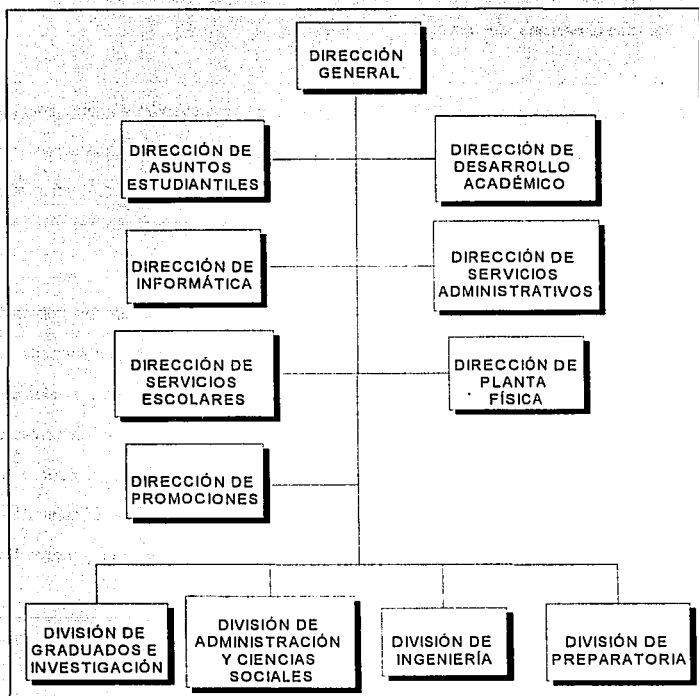 DIRECCIÓN
GENERAL
DIRECCIÓN DE
ASUNTOS
ESTUDIANTILES
DIRECCIÓN DE
DESARROLLO
ACADÉMICO
DIRECCIÓN DE
INFORMÁTICA
DIRECCIÓN DE
SERVICIOS
ADMINISTRATIVOS
DIRECCIÓN DE
SERVICIOS
ESCOLARES
DIRECCIÓN DE
PLANTA
FÍSICA
DIRECCIÓN DE
PROMOCIONES
DIVISIÓN DE
GRADUADOS E
INVESTIGACIÓN
DIVISIÓN DE
ADMINISTRACIÓN
Y CIENCIAS
SOCIALES
DIVISIÓN DE
INGENIERÍA
DIVISIÓN DE
PREPARATORIA